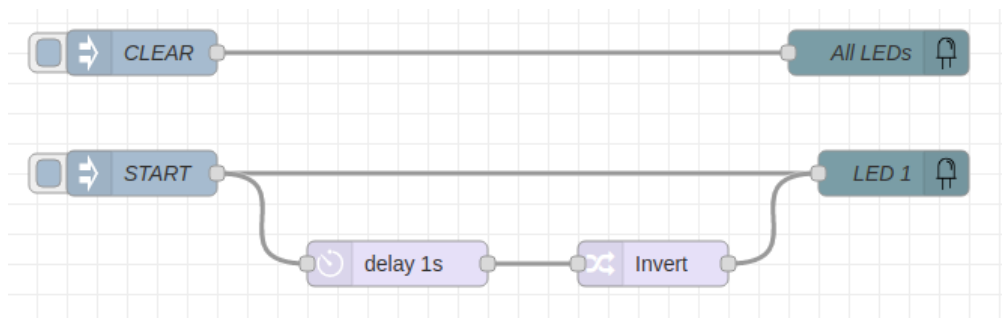 CLEAR
All LEDs
START
LED 1
delay 1s
Invert